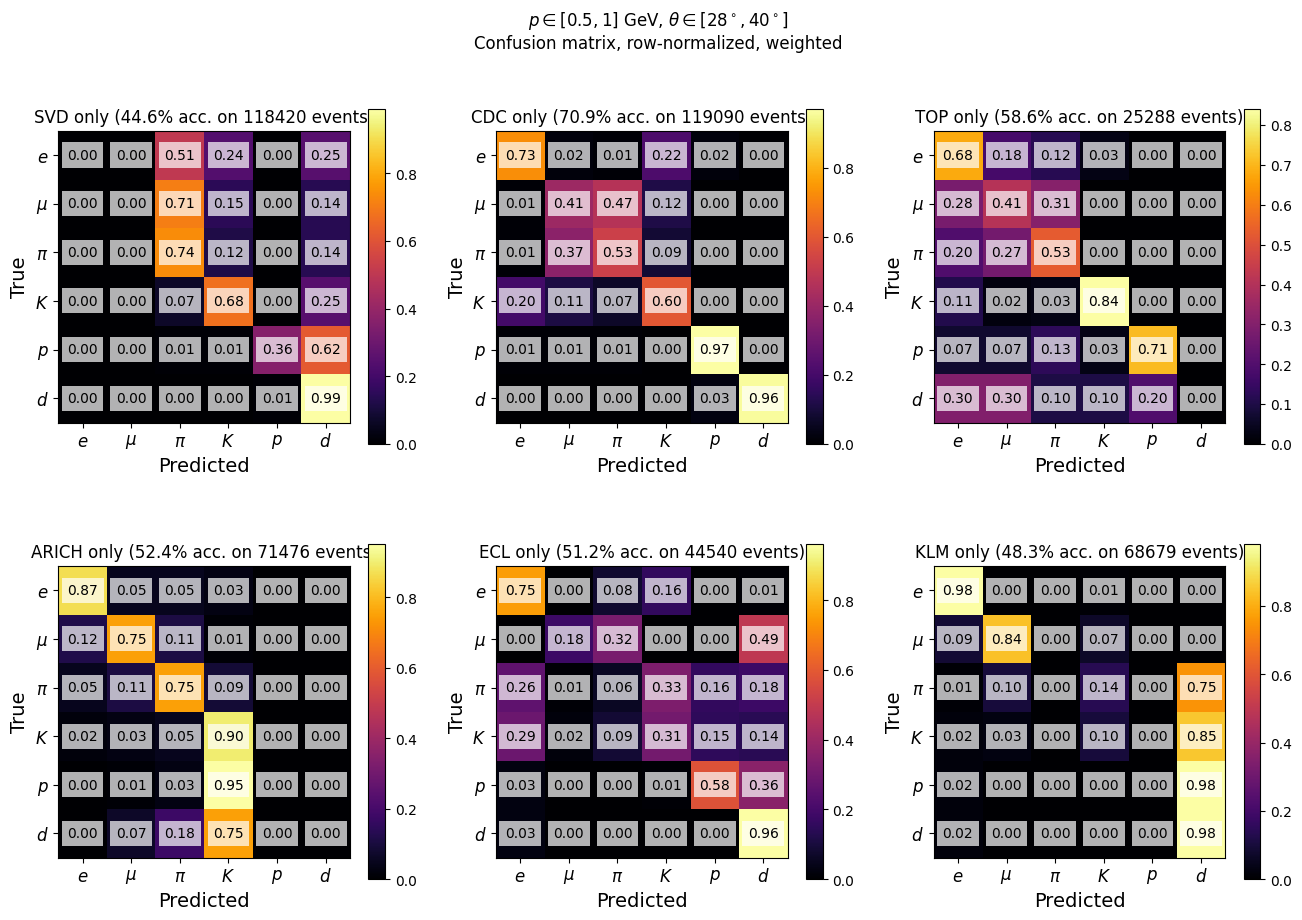 p ∈ [0.5, 1] GeV, θ ∈ [28°, 40°]
Confusion matrix, row-normalized, weighted
SVD only (44.6% acc. on 118420 events
True
e 0.00 0.00 0.51 0.24 0.00 0.25
μ 0.00 0.00 0.71 0.15 0.00 0.14
π 0.00 0.00 0.74 0.12 0.00 0.14
K 0.00 0.00 0.07 0.68 0.00 0.25
p 0.00 0.00 0.01 0.01 0.36 0.62
d 0.00 0.00 0.00 0.00 0.01 0.99
e μ π K p d
Predicted
0.8
0.6
0.4
0.2
0.0
CDC only (70.9% acc. on 119090 events
True
e 0.73 0.02 0.01 0.22 0.02 0.00
μ 0.01 0.41 0.47 0.12 0.00 0.00
π 0.01 0.37 0.53 0.09 0.00 0.00
K 0.20 0.11 0.07 0.60 0.00 0.00
p 0.01 0.01 0.01 0.00 0.97 0.00
d 0.00 0.00 0.00 0.00 0.03 0.96
e μ π K p d
Predicted
0.8
0.6
0.4
0.2
0.0
TOP only (58.6% acc. on 25288 events)
True
e 0.68 0.18 0.12 0.03 0.00 0.00
μ 0.28 0.41 0.31 0.00 0.00 0.00
π 0.20 0.27 0.53 0.00 0.00 0.00
K 0.11 0.02 0.03 0.84 0.00 0.00
p 0.07 0.07 0.13 0.03 0.71 0.00
d 0.30 0.30 0.10 0.10 0.20 0.00
e μ π K p d
Predicted
0.8
0.7
0.6
0.5
0.4
0.3
0.2
0.1
0.0
ARICH only (52.4% acc. on 71476 events
True
e 0.87 0.05 0.05 0.03 0.00 0.00
μ 0.12 0.75 0.11 0.01 0.00 0.00
π 0.05 0.11 0.75 0.09 0.00 0.00
K 0.02 0.03 0.05 0.90 0.00 0.00
p 0.00 0.01 0.03 0.95 0.00 0.00
d 0.00 0.07 0.18 0.75 0.00 0.00
e μ π K p d
Predicted
0.8
0.6
0.4
0.2
0.0
ECL only (51.2% acc. on 44540 events)
True
e 0.75 0.00 0.08 0.16 0.00 0.01
μ 0.00 0.18 0.32 0.00 0.00 0.49
π 0.26 0.01 0.06 0.33 0.16 0.18
K 0.29 0.02 0.09 0.31 0.15 0.14
p 0.03 0.00 0.00 0.01 0.58 0.36
d 0.03 0.00 0.00 0.00 0.00 0.96
e μ π K p d
Predicted
0.8
0.6
0.4
0.2
0.0
KLM only (48.3% acc. on 68679 events)
True
e 0.98 0.00 0.00 0.01 0.00 0.00
μ 0.09 0.84 0.00 0.07 0.00 0.00
π 0.01 0.10 0.00 0.14 0.00 0.75
K 0.02 0.03 0.00 0.10 0.00 0.85
p 0.02 0.00 0.00 0.00 0.00 0.98
d 0.02 0.00 0.00 0.00 0.00 0.98
e μ π K p d
Predicted
0.8
0.6
0.4
0.2
0.0